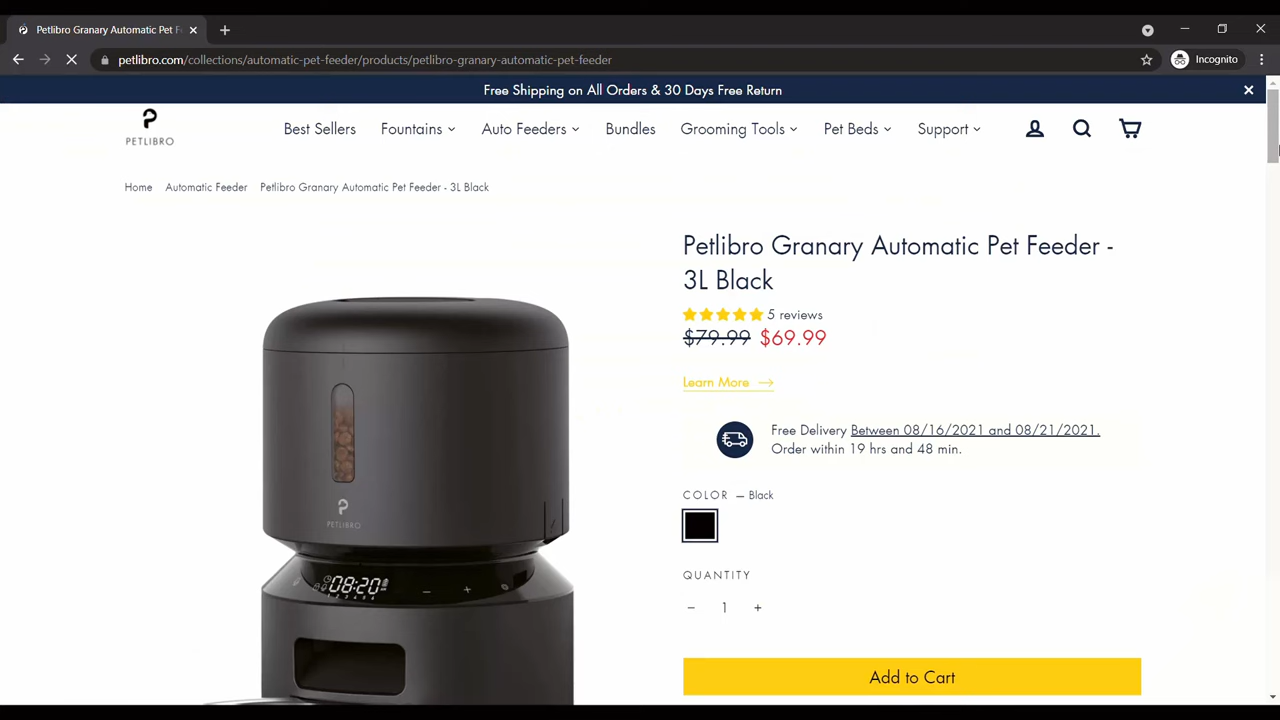 Petlibro Granary Automatic Pet F
petlibro.com/collections/automatic-pet-feeder/products/petlibro-granary-automatic-pet-feeder
Incognito
Free Shipping on All Orders & 30 Days Free Return
PETLIBRO
Best Sellers
Fountains
Auto Feeders
Bundles
Grooming Tools
Pet Beds
Support
Home
Automatic Feeder
Petlibro Granary Automatic Pet Feeder - 3L Black
Petlibro Granary Automatic Pet Feeder -
3L Black
5 reviews
$79.99 $69.99
Learn More
Free Delivery Between 08/16/2021 and 08/21/2021.
Order within 19 hrs and 48 min.
COLOR — Black
QUANTITY
− 1 +
Add to Cart
PETLIBRO
08:20